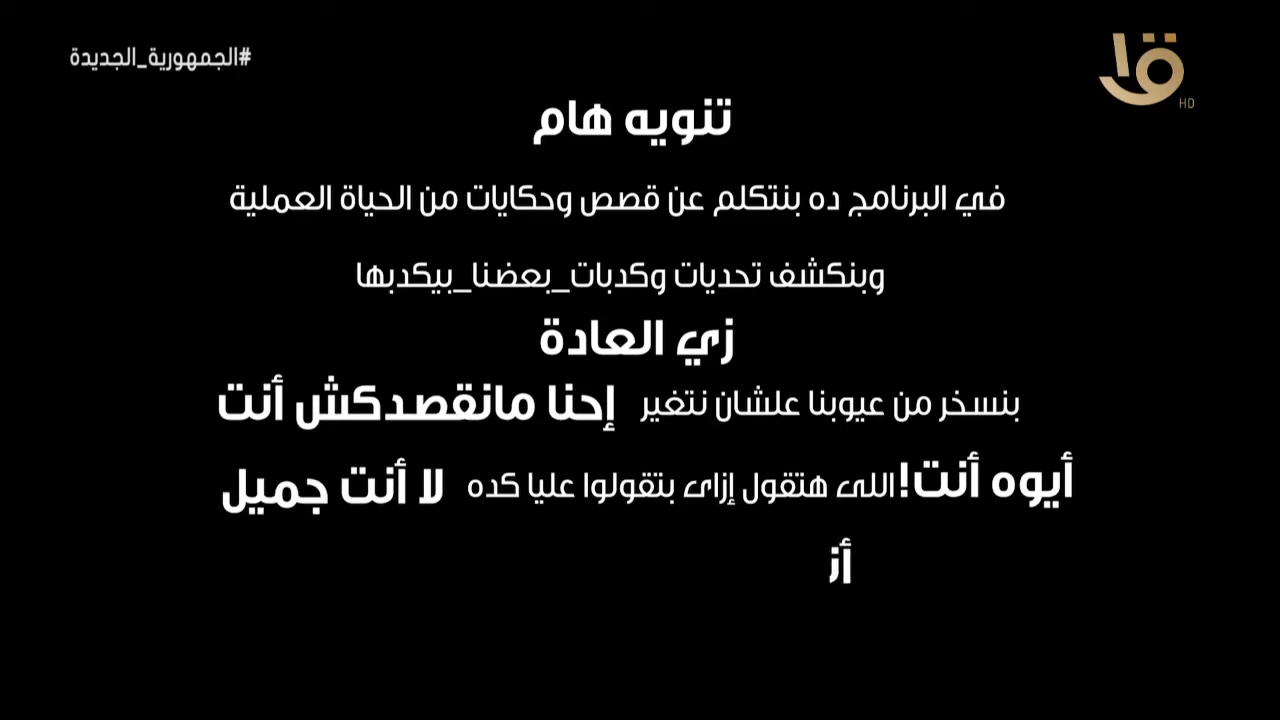 #الجمهورية_الجديدة
HD
تنويه هام
في البرنامج ده بنتكلم عن قصص وحكايات من الحياة العملية
وبنكشف تحديات وكدبات_بعضنا_بيكدبها
زي العادة
بنسخر من عيوبنا علشان نتغير إحنا مانقصدكش أنت
أيوه أنت! اللى هتقول إزاى بتقولوا عليا كده لا أنت جميل